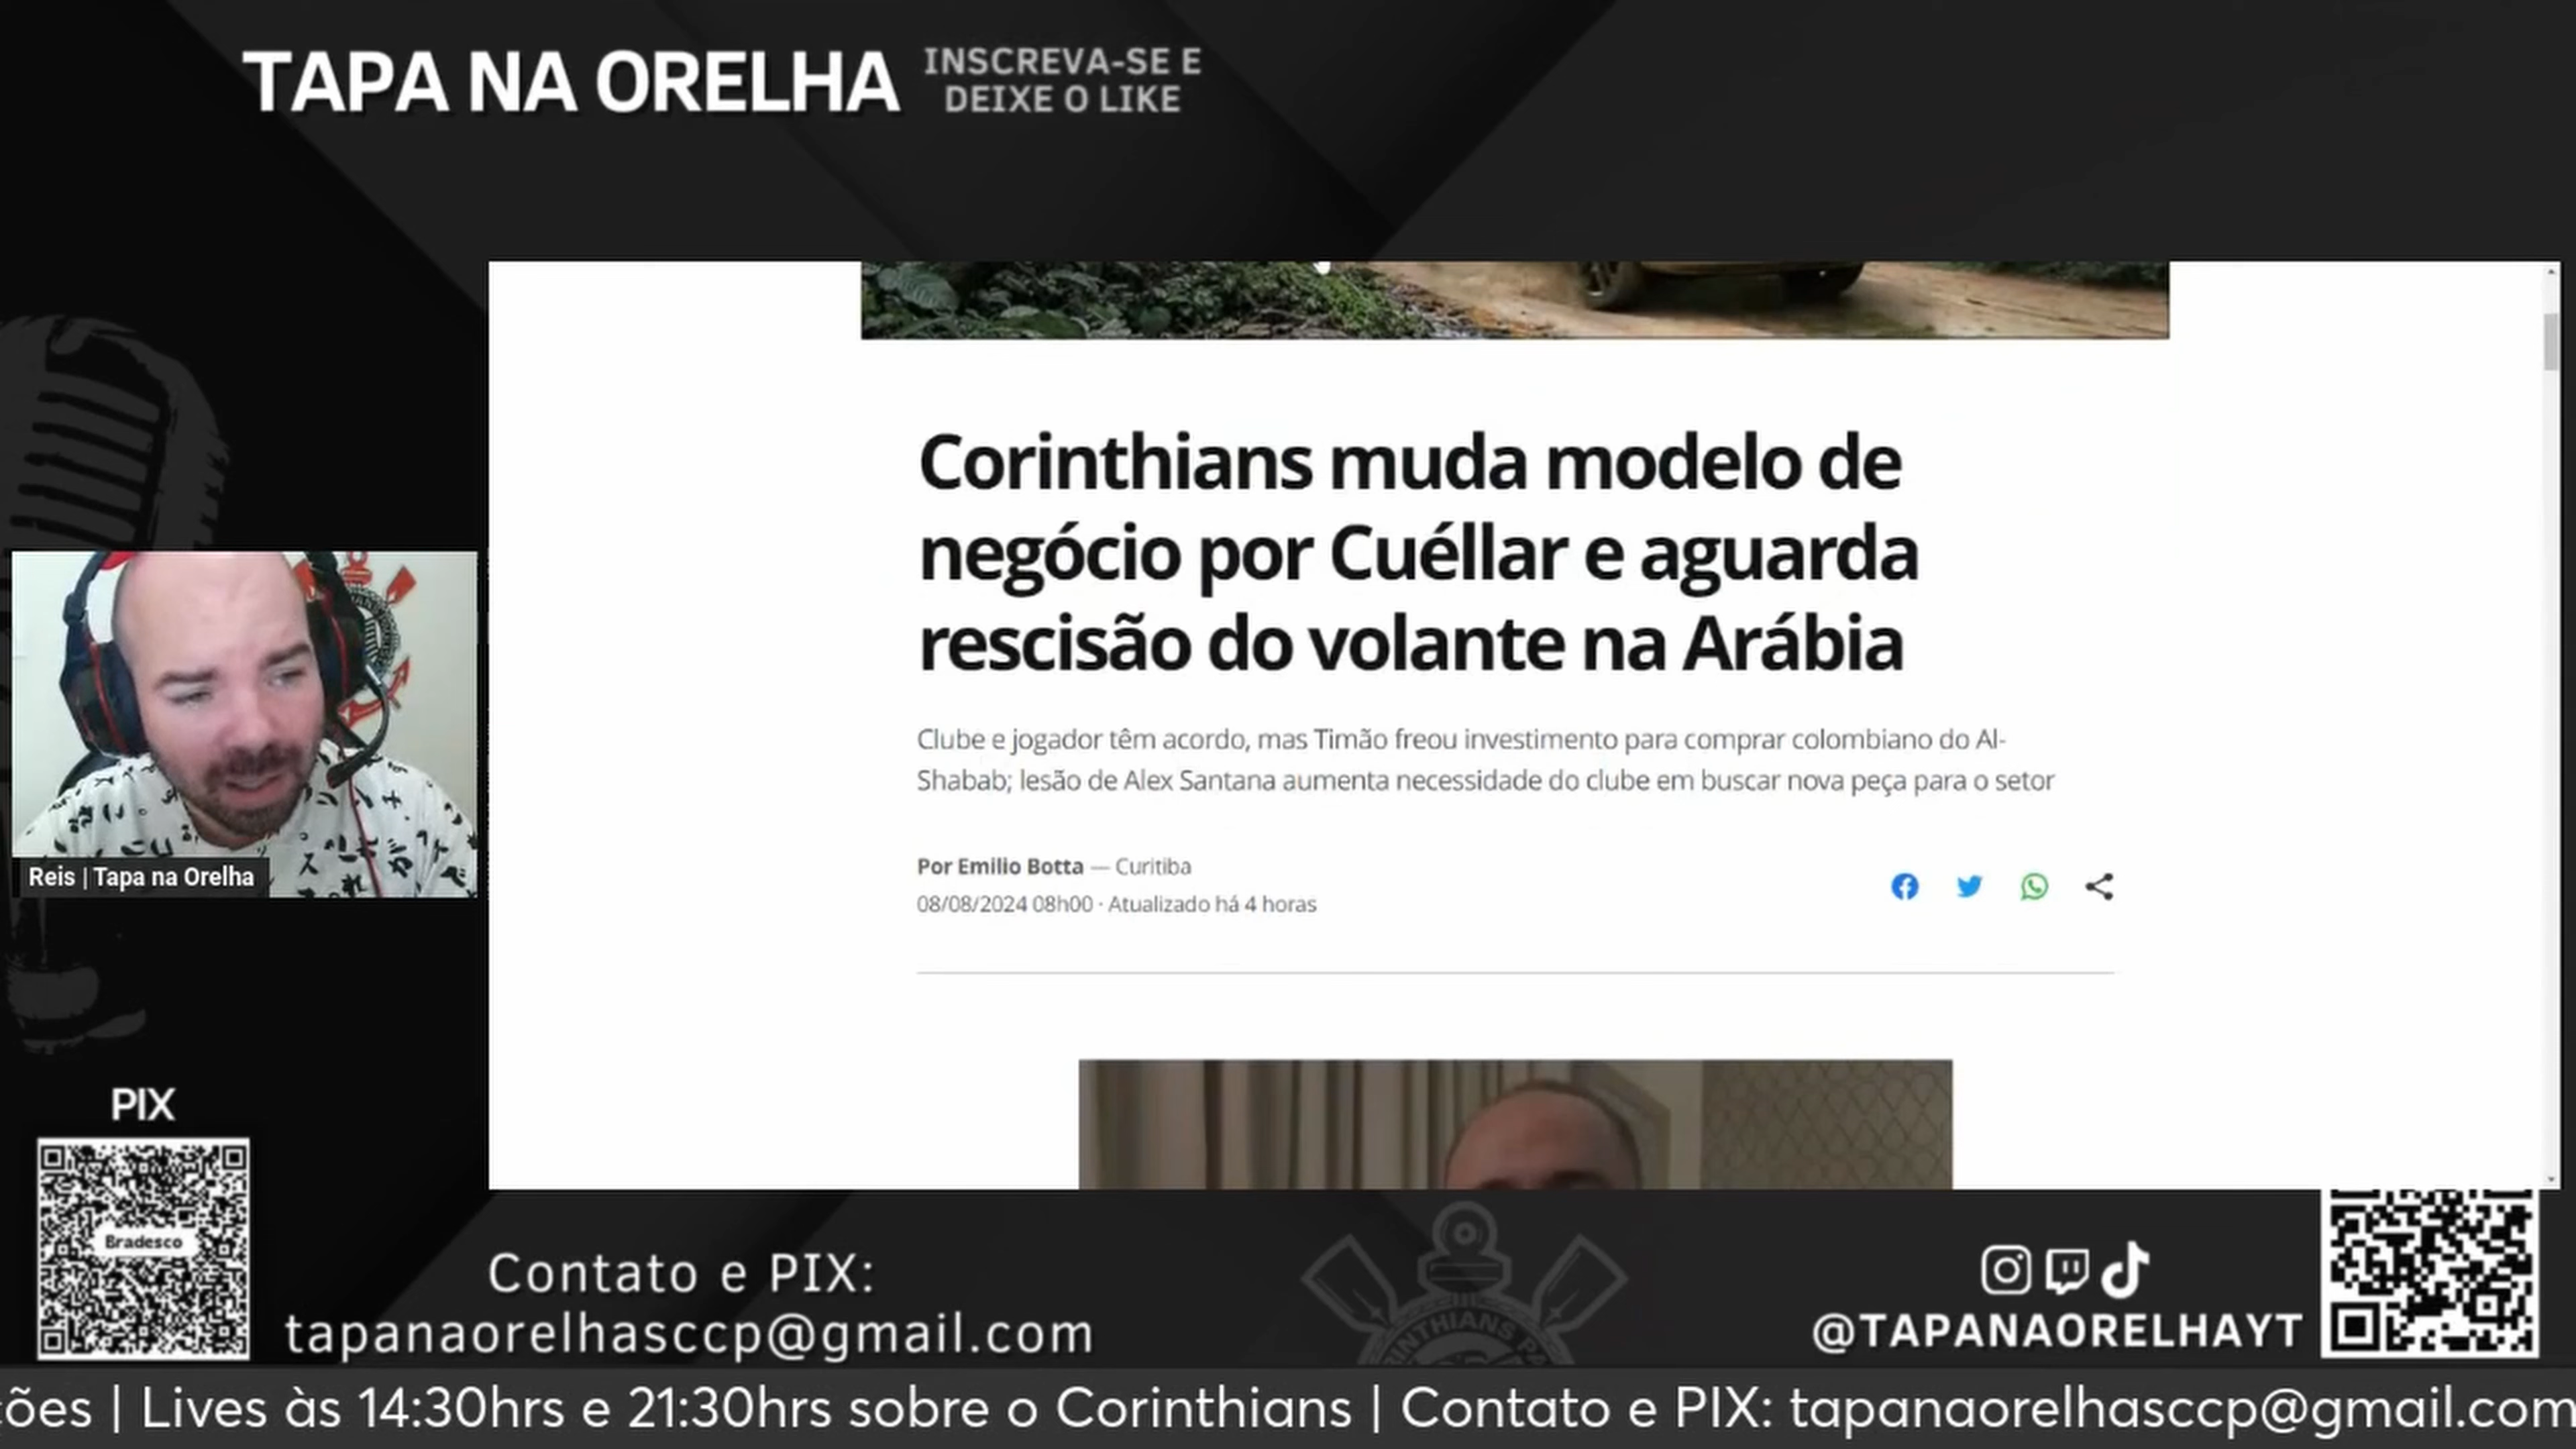 TAPA NA ORELHA
INSCREVA-SE E
DEIXE O LIKE
Corinthians muda modelo de
negócio por Cuéllar e aguarda
rescisão do volante na Arábia
Clube e jogador têm acordo, mas Timão freou investimento para comprar colombiano do Al-
Shabab; lesão de Alex Santana aumenta necessidade do clube em buscar nova peça para o setor
Por Emilio Botta — Curitiba
08/08/2024 08h00 · Atualizado há 4 horas
Reis | Tapa na Orelha
PIX
Bradesco
Contato e PIX:
tapanaorelhasccp@gmail.com
@TAPANAORELHAYT
ções | Lives às 14:30hrs e 21:30hrs sobre o Corinthians | Contato e PIX: tapanaorelhasccp@gmail.com